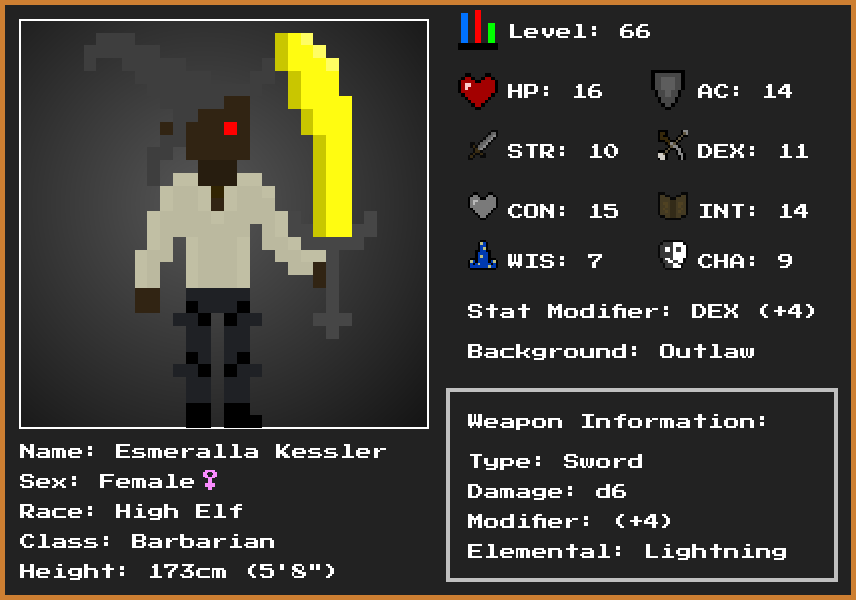 Level: 66
HP: 16
AC: 14
STR: 10
DEX: 11
CON: 15
INT: 14
WIS: 7
CHA: 9
Stat Modifier: DEX (+4)
Background: Outlaw
Weapon Information:
Type: Sword
Damage: d6
Modifier: (+4)
Elemental: Lightning
Name: Esmeralla Kessler
Sex: Female♀
Race: High Elf
Class: Barbarian
Height: 173cm (5'8")